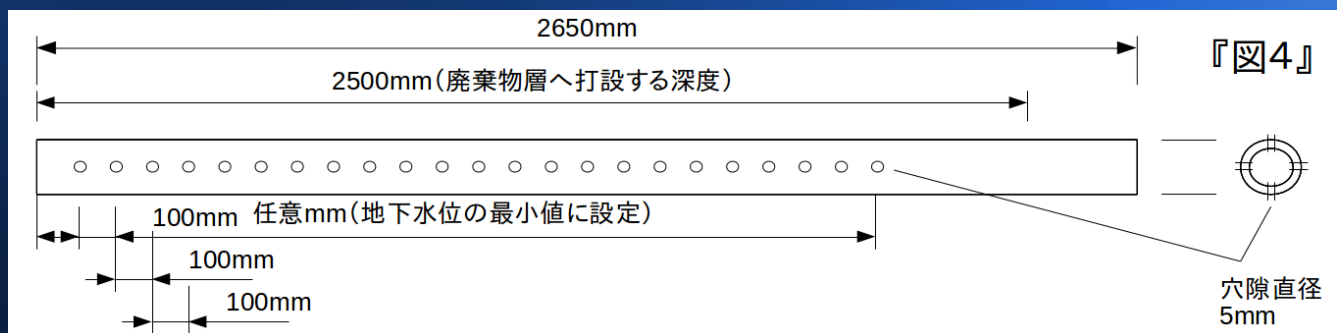 2650mm
『図4』
2500mm(廃棄物層へ打設する深度)
100mm
任意mm(地下水位の最小値に設定)
100mm
100mm
穴隙直径
5mm